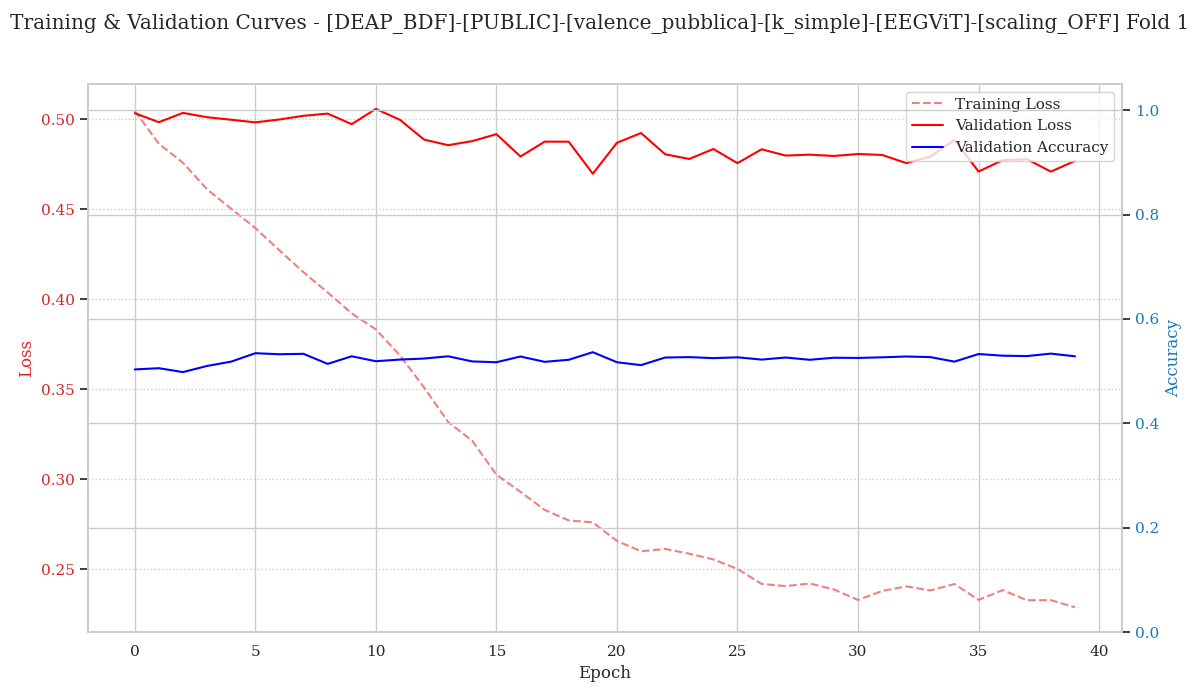 Training & Validation Curves - [DEAP_BDF]-[PUBLIC]-[valence_pubblica]-[k_simple]-[EEGViT]-[scaling_OFF] Fold 1
Training Loss
Validation Loss
Validation Accuracy
0.50
0.45
0.40
0.35
0.30
0.25
Loss
1.0
0.8
0.6
0.4
0.2
0.0
Accuracy
0 5 10 15 20 25 30 35 40
Epoch